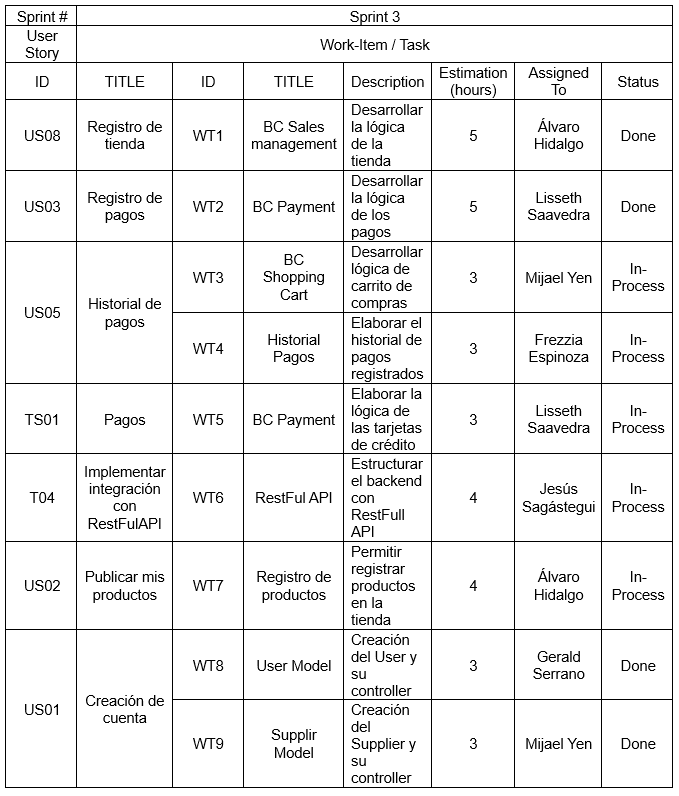 Sprint #
Sprint 3
User
Story
Work-Item / Task
ID
TITLE
ID
TITLE
Description
Estimation
(hours)
Assigned
To
Status
US08
Registro de
tienda
WT1
BC Sales
management
Desarrollar
la lógica
de la
tienda
5
Álvaro
Hidalgo
Done
US03
Registro de
pagos
WT2
BC Payment
Desarrollar
la lógica
de los
pagos
5
Lisseth
Saavedra
Done
US05
Historial de
pagos
WT3
BC
Shopping
Cart
Desarrollar
lógica de
carrito de
compras
3
Mijael Yen
In-
Process
WT4
Historial
Pagos
Elaborar el
historial de
pagos
registrados
3
Frezzia
Espinoza
In-
Process
TS01
Pagos
WT5
BC Payment
Elaborar la
lógica de
las tarjetas
de crédito
3
Lisseth
Saavedra
In-
Process
T04
Implementar
integración
con
RestFulAPI
WT6
RestFul API
Estructurar
el backend
con
RestFull
API
4
Jesús
Sagástegui
In-
Process
US02
Publicar mis
productos
WT7
Registro de
productos
Permitir
registrar
productos
en la
tienda
4
Álvaro
Hidalgo
In-
Process
US01
Creación de
cuenta
WT8
User Model
Creación
del User y
su
controller
3
Gerald
Serrano
Done
WT9
Supplir
Model
Creación
del
Supplier y
su
controller
3
Mijael Yen
Done